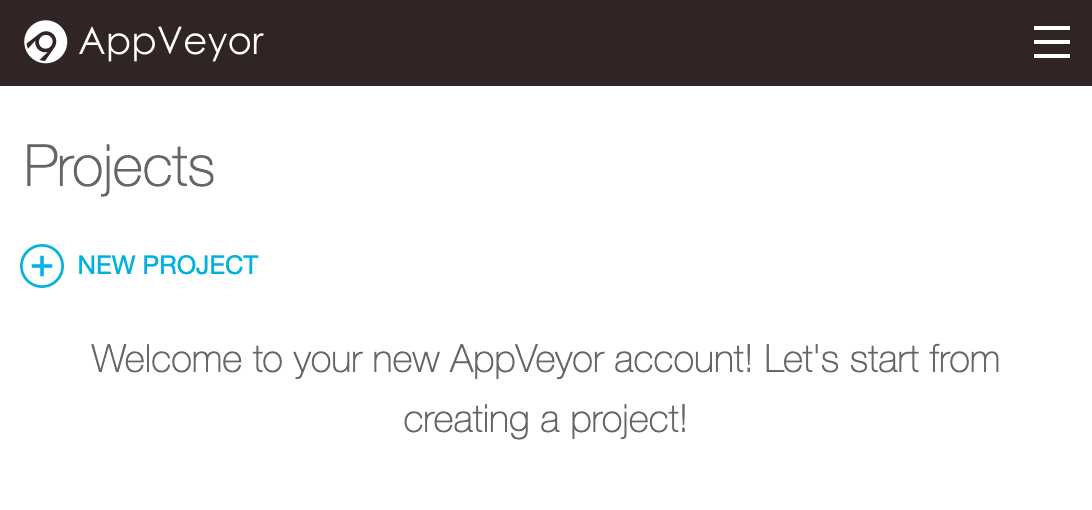 AppVeyor
Projects
NEW PROJECT
Welcome to your new AppVeyor account! Let's start from
creating a project!